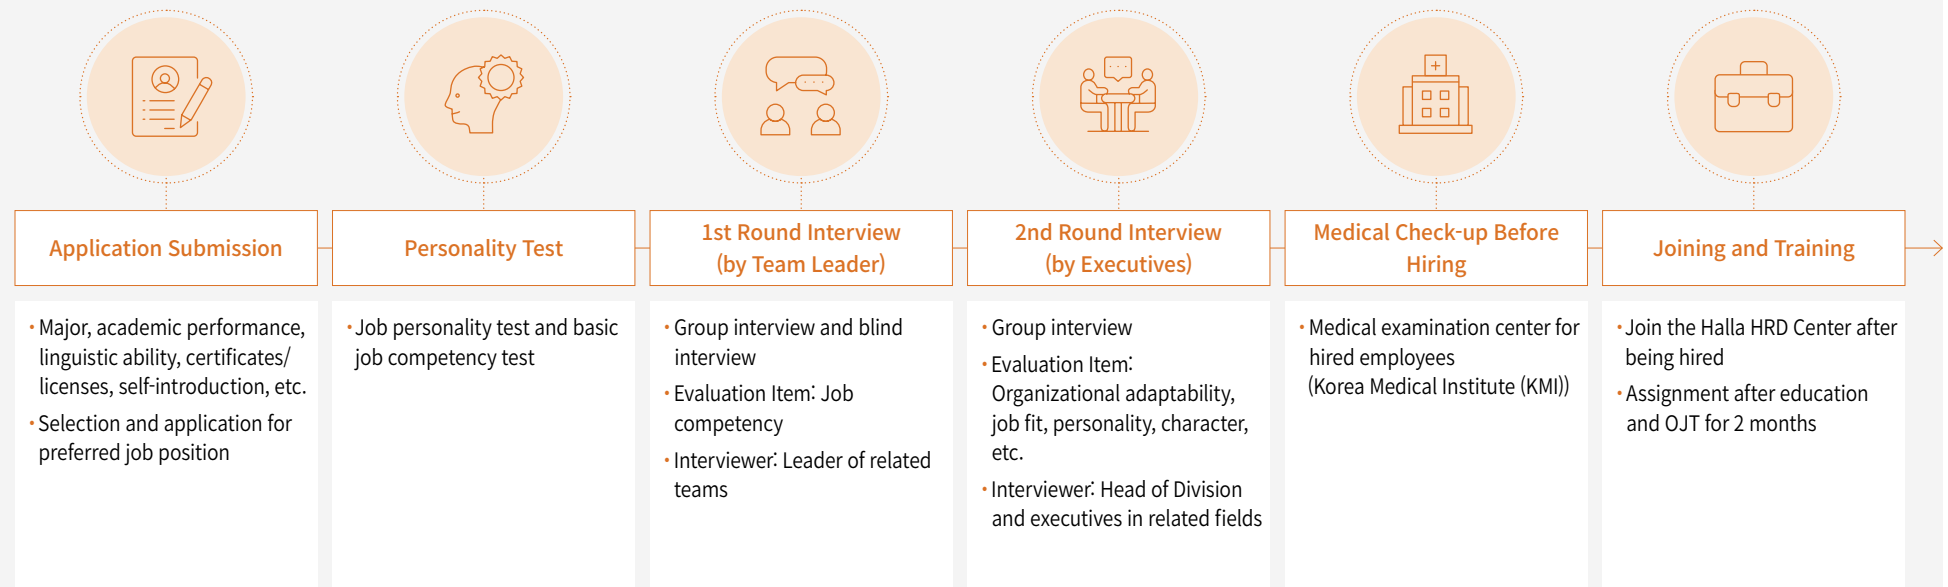 Application Submission
Major, academic performance,
linguistic ability, certificates/
licenses, self-introduction, etc.
Selection and application for
preferred job position
Personality Test
Job personality test and basic
job competency test
1st Round Interview
(by Team Leader)
Group interview and blind
interview
Evaluation Item: Job
competency
Interviewer: Leader of related
teams
2nd Round Interview
(by Executives)
Group interview
Evaluation Item:
Organizational adaptability,
job fit, personality, character,
etc.
Interviewer: Head of Division
and executives in related fields
Medical Check-up Before
Hiring
Medical examination center for
hired employees
(Korea Medical Institute (KMI))
Joining and Training
Join the Halla HRD Center after
being hired
Assignment after education
and OJT for 2 months